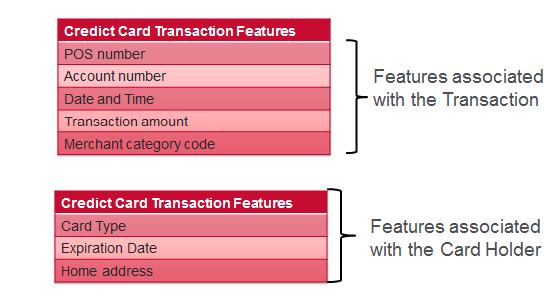 Credict Card Transaction Features
POS number
Account number
Date and Time
Transaction amount
Merchant category code
Features associated
with the Transaction
Credict Card Transaction Features
Card Type
Expiration Date
Home address
Features associated
with the Card Holder